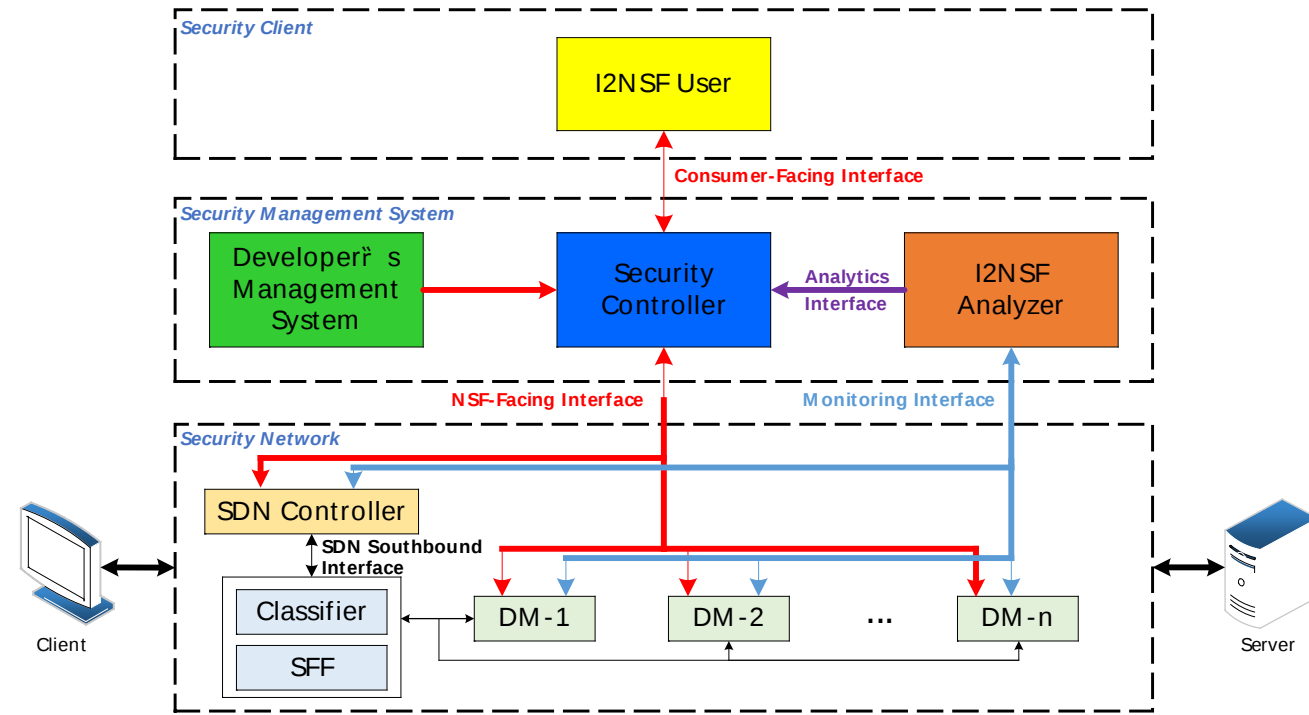 Security Client
I2NSF User
Consumer-Facing Interface
Security Management System
Developerῒs
Management
System
Security
Controller
Analytics
Interface
I2NSF
Analyzer
NSF-Facing Interface
Monitoring Interface
Security Network
SDN Controller
SDN Southbound
Interface
Classifier
SFF
DM-1
DM-2
...
DM-n
Client
Server